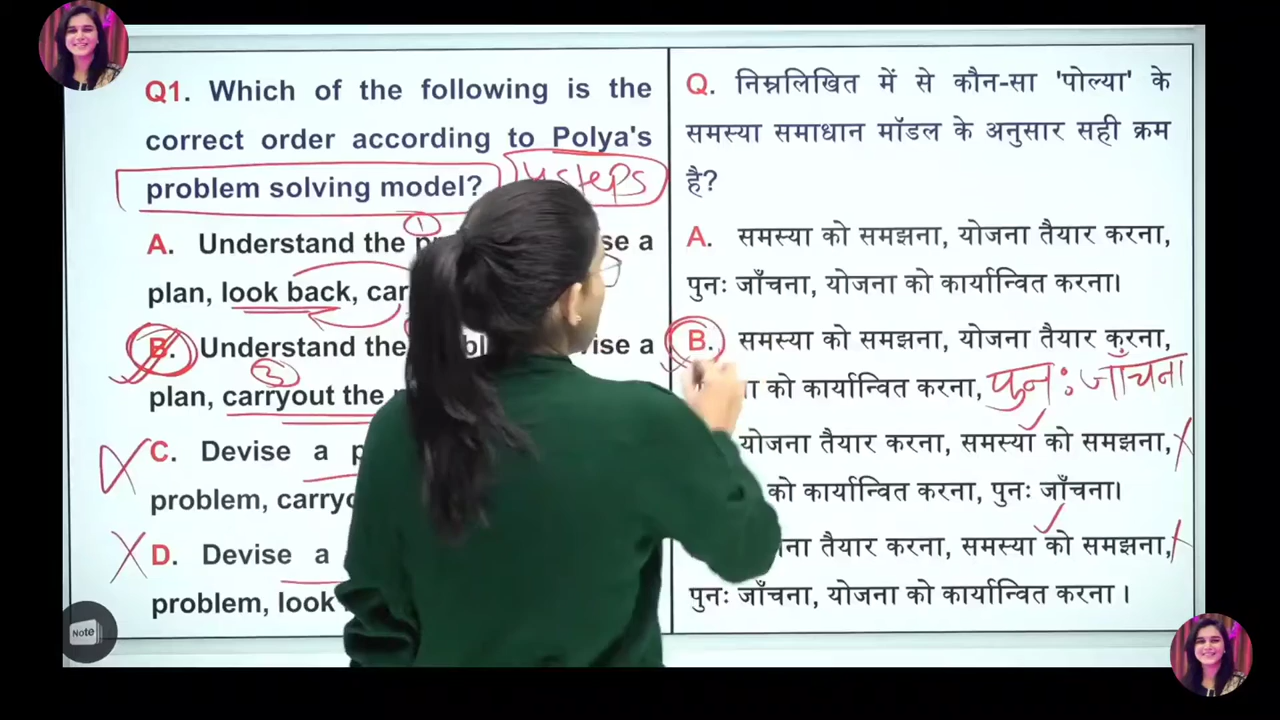 Q1. Which of the following is the
correct order according to Polya's
problem solving model? 4 steps
1
A. Understand the
se a
plan, look back,
B. Understand the
ise a
plan, carryout the
C. Devise a
problem,
D. Devise a
problem, look
Q. निम्नलिखित में से कौन-सा 'पोल्या' के
समस्या समाधान मॉडल के अनुसार सही क्रम
है?
A. समस्या को समझना, योजना तैयार करना,
पुनः जाँचना, योजना को कार्यान्वित करना।
B. समस्या को समझना, योजना तैयार करना,
को कार्यान्वित करना, पुनः जाँचना
योजना तैयार करना, समस्या को समझना,
को कार्यान्वित करना, पुनः जाँचना।
ना तैयार करना, समस्या को समझना,
पुनः जाँचना, योजना को कार्यान्वित करना ।
Note